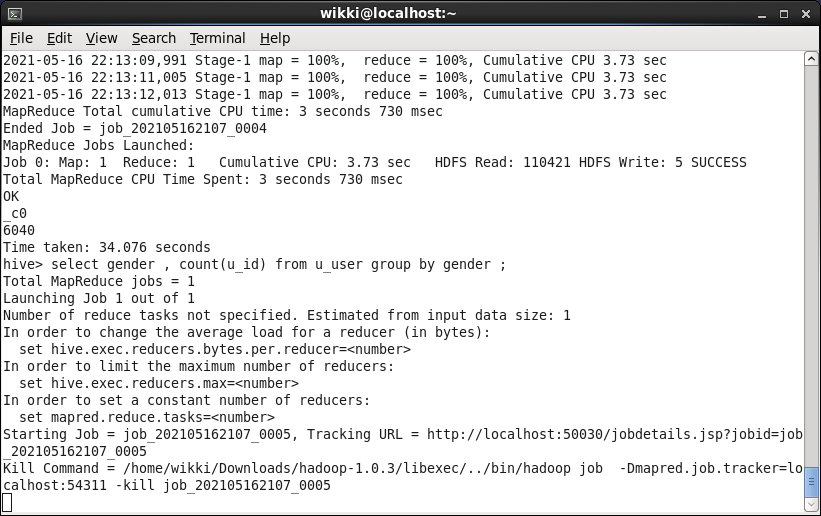 wikki@localhost:~
File Edit View Search Terminal Help
2021-05-16 22:13:09,991 Stage-1 map = 100%,  reduce = 100%, Cumulative CPU 3.73 sec
2021-05-16 22:13:11,005 Stage-1 map = 100%,  reduce = 100%, Cumulative CPU 3.73 sec
2021-05-16 22:13:12,013 Stage-1 map = 100%,  reduce = 100%, Cumulative CPU 3.73 sec
MapReduce Total cumulative CPU time: 3 seconds 730 msec
Ended Job = job_202105162107_0004
MapReduce Jobs Launched:
Job 0: Map: 1  Reduce: 1   Cumulative CPU: 3.73 sec   HDFS Read: 110421 HDFS Write: 5 SUCCESS
Total MapReduce CPU Time Spent: 3 seconds 730 msec
OK
_c0
6040
Time taken: 34.076 seconds
hive> select gender , count(u_id) from u_user group by gender ;
Total MapReduce jobs = 1
Launching Job 1 out of 1
Number of reduce tasks not specified. Estimated from input data size: 1
In order to change the average load for a reducer (in bytes):
  set hive.exec.reducers.bytes.per.reducer=<number>
In order to limit the maximum number of reducers:
  set hive.exec.reducers.max=<number>
In order to set a constant number of reducers:
  set mapred.reduce.tasks=<number>
Starting Job = job_202105162107_0005, Tracking URL = http://localhost:50030/jobdetails.jsp?jobid=job
_202105162107_0005
Kill Command = /home/wikki/Downloads/hadoop-1.0.3/libexec/../bin/hadoop job  -Dmapred.job.tracker=lo
calhost:54311 -kill job_202105162107_0005